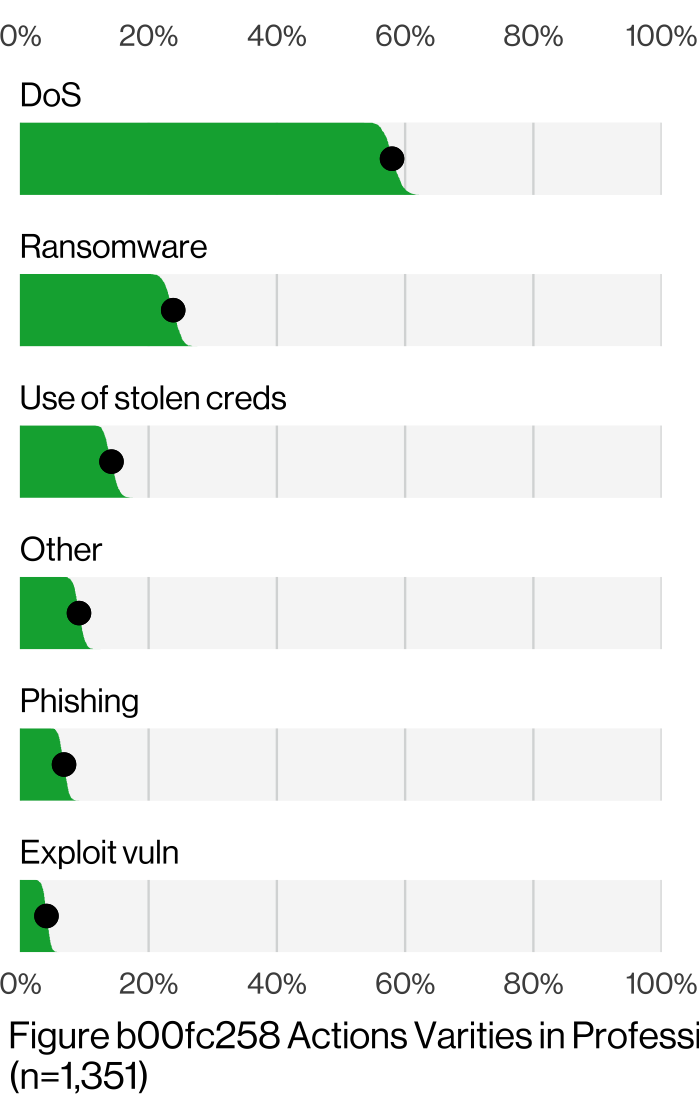 0% 20% 40% 60% 80% 100%
DoS
Ransomware
Use of stolen creds
Other
Phishing
Exploit vuln
0% 20% 40% 60% 80% 100%
Figure b00fc258 Actions Varities in Professi
(n=1,351)